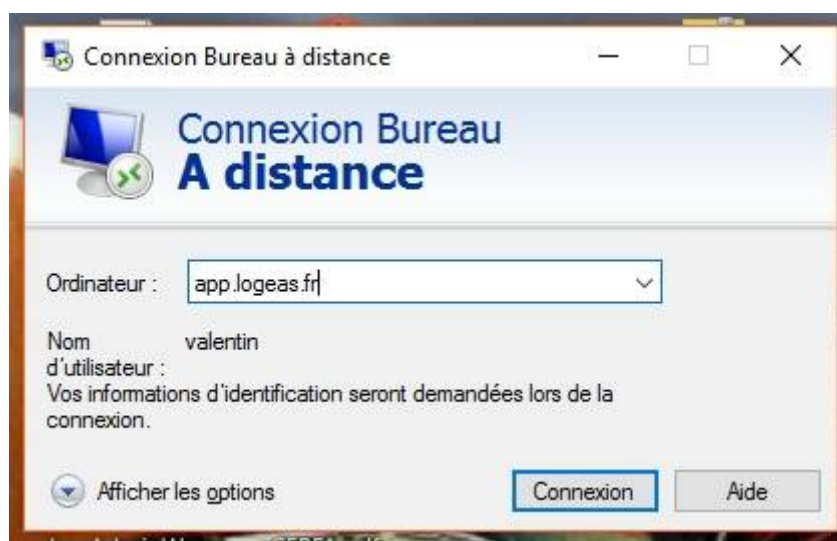 Connexion Bureau à distance
Connexion Bureau
A distance
Ordinateur :
app.logeas.fr
Nom
d'utilisateur :
valentin
Vos informations d'identification seront demandées lors de la
connexion.
Afficher les options
Connexion
Aide